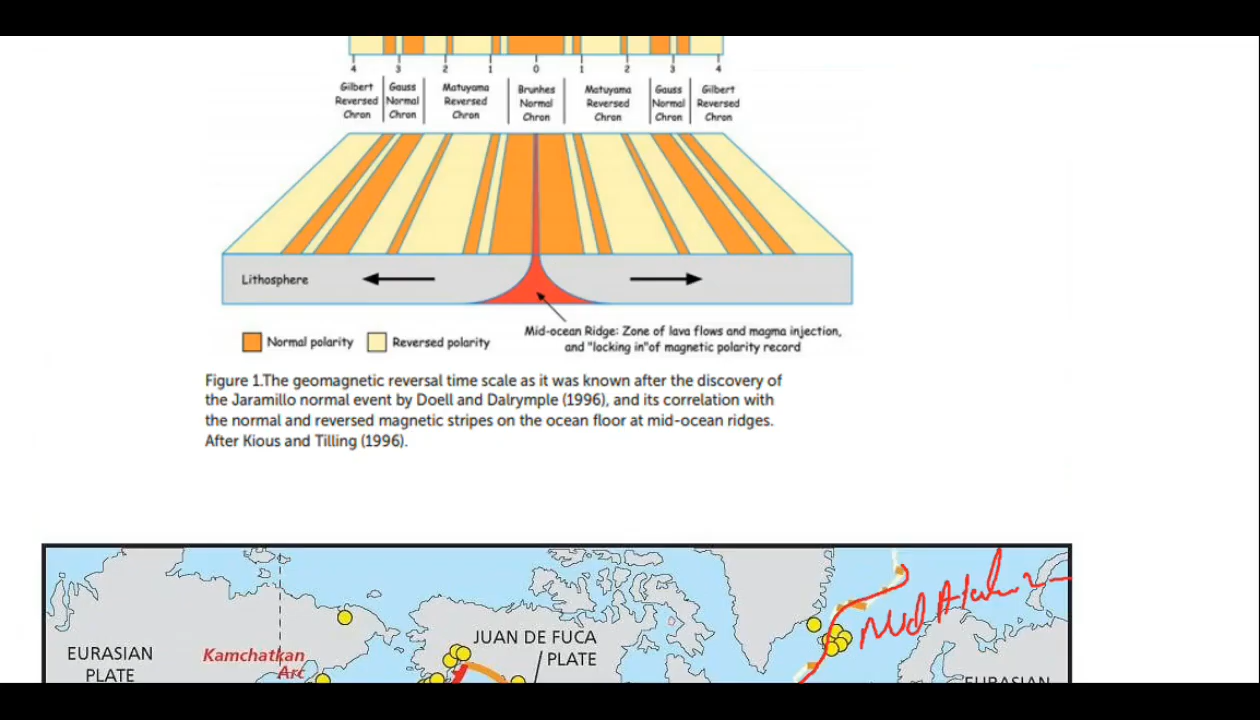 4 3 2 1 0 1 2 3 4
Gilbert Reversed Chron
Gauss Normal Chron
Matuyama Reversed Chron
Brunhes Normal Chron
Matuyama Reversed Chron
Gauss Normal Chron
Gilbert Reversed Chron
Lithosphere
Mid-ocean Ridge: Zone of lava flows and magma injection,
and "locking in"of magnetic polarity record
Normal polarity
Reversed polarity
Figure 1.The geomagnetic reversal time scale as it was known after the discovery of
the Jaramillo normal event by Doell and Dalrymple (1996), and its correlation with
the normal and reversed magnetic stripes on the ocean floor at mid-ocean ridges.
After Kious and Tilling (1996).
Mid
JUAN DE FUCA
PLATE
EURASIAN
PLATE
Kamchatkan
Arc
EURASIAN